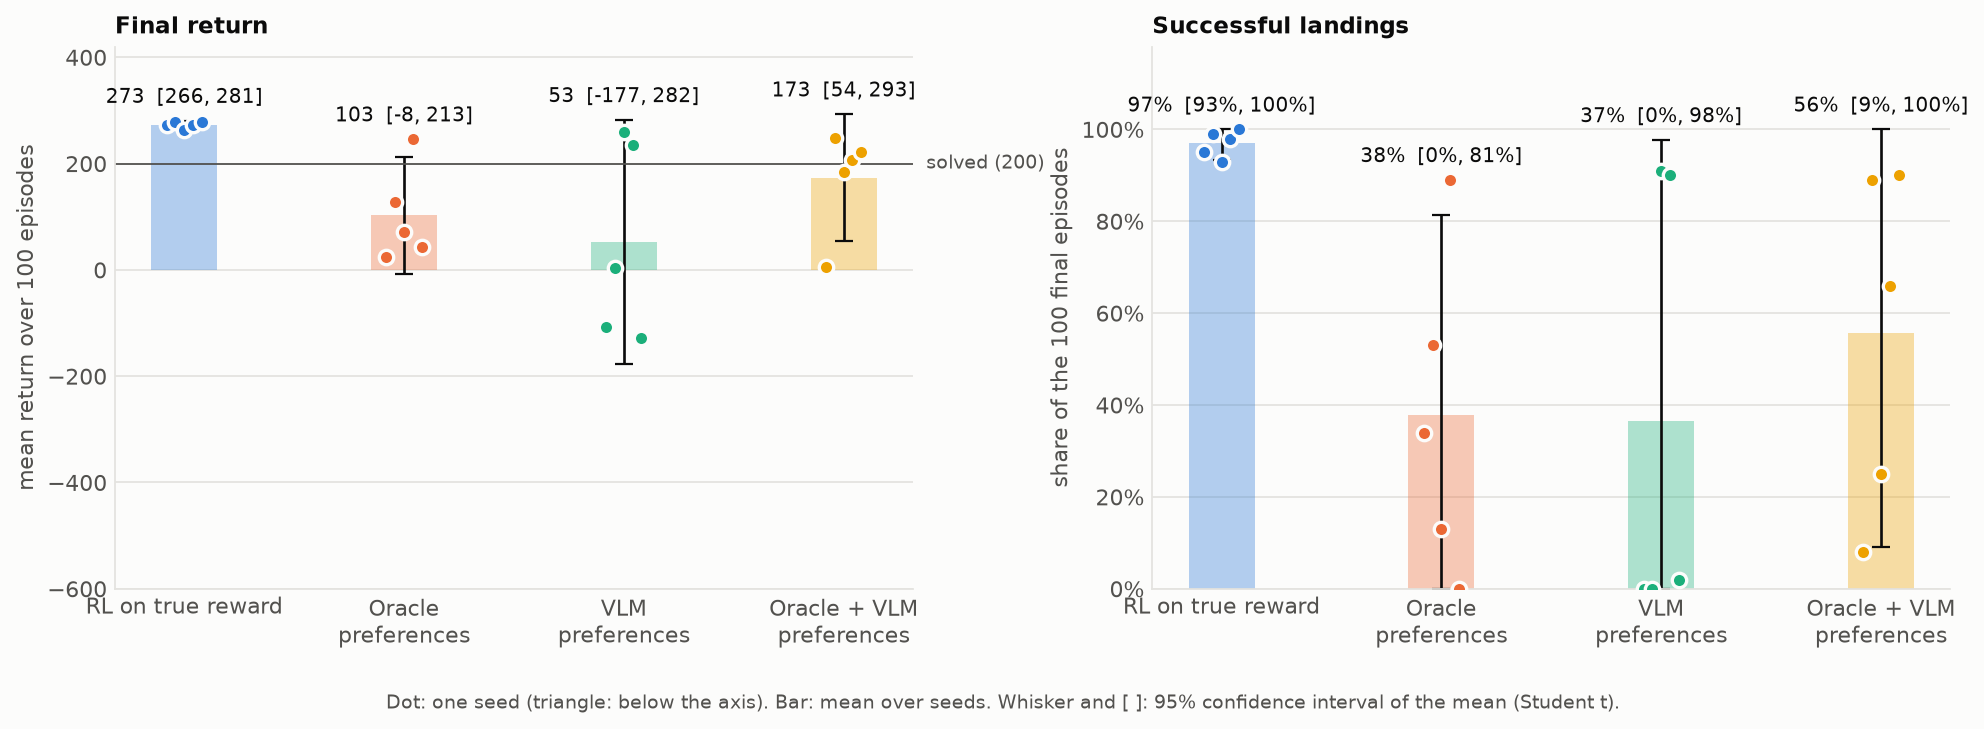 Final return
mean return over 100 episodes
400
200
0
−200
−400
−600
273 [266, 281]
103 [-8, 213]
53 [-177, 282]
173 [54, 293]
solved (200)
RL on true reward
Oracle
preferences
VLM
preferences
Oracle + VLM
preferences
Successful landings
share of the 100 final episodes
100%
80%
60%
40%
20%
0%
97% [93%, 100%]
38% [0%, 81%]
37% [0%, 98%]
56% [9%, 100%]
RL on true reward
Oracle
preferences
VLM
preferences
Oracle + VLM
preferences
Dot: one seed (triangle: below the axis). Bar: mean over seeds. Whisker and [ ]: 95% confidence interval of the mean (Student t).